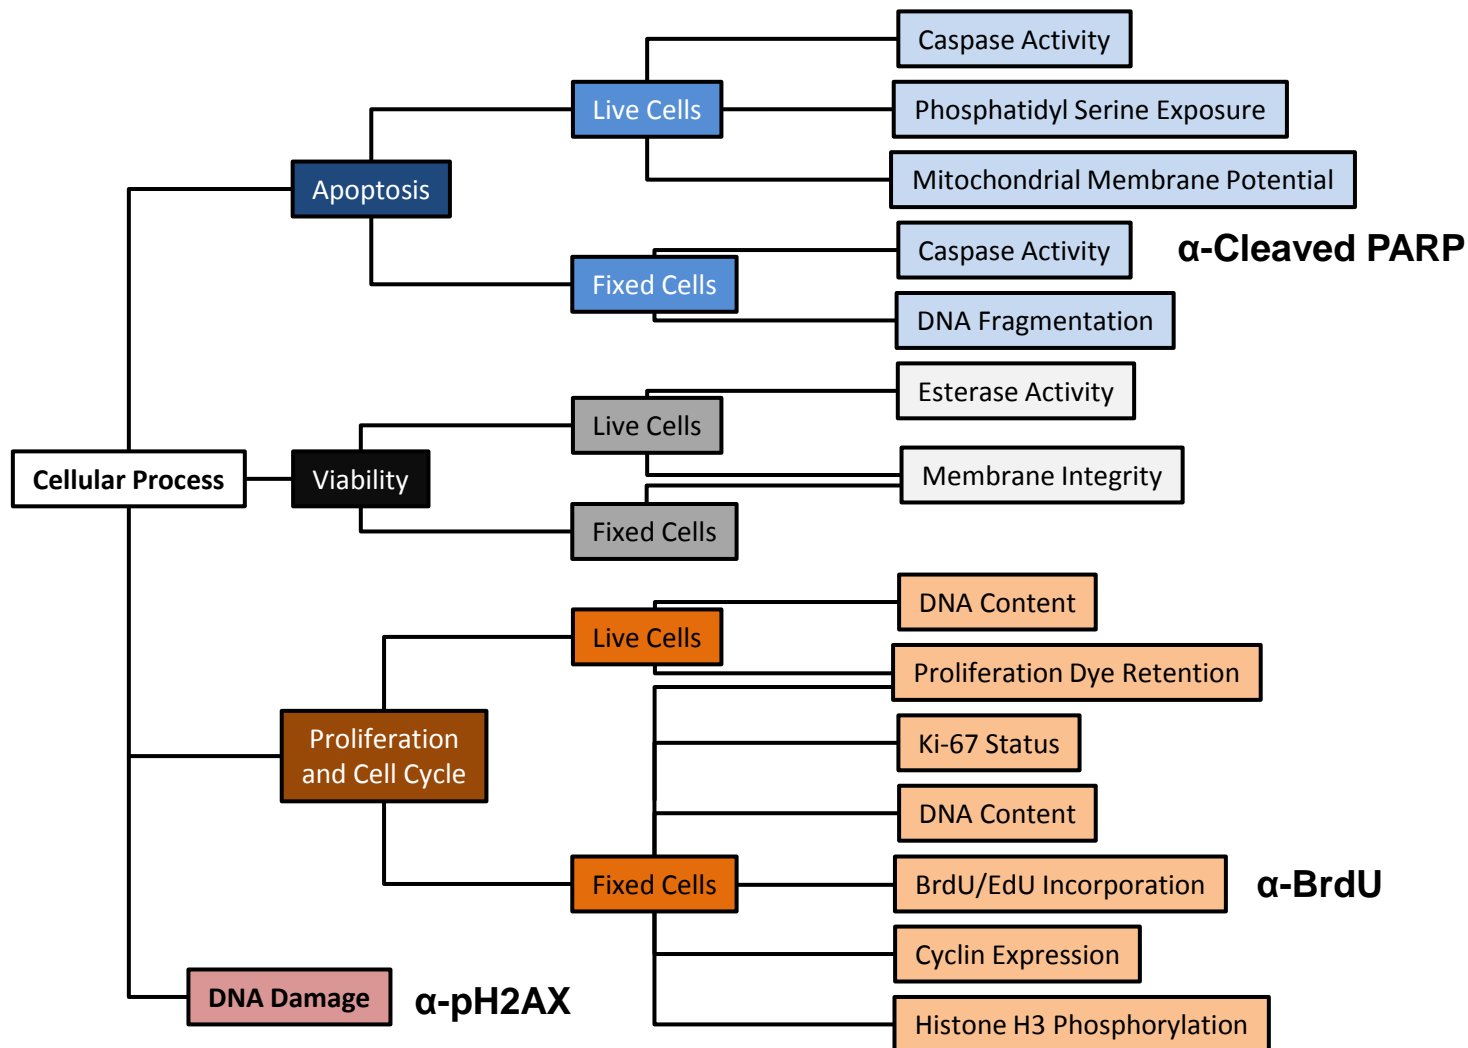 Caspase Activity
Live Cells
Phosphatidyl Serine Exposure
Apoptosis
Mitochondrial Membrane Potential
Caspase Activity
α-Cleaved PARP
Fixed Cells
DNA Fragmentation
Esterase Activity
Live Cells
Cellular Process
Viability
Membrane Integrity
Fixed Cells
DNA Content
Live Cells
Proliferation Dye Retention
Proliferation
and Cell Cycle
Ki-67 Status
DNA Content
Fixed Cells
BrdU/EdU Incorporation
α-BrdU
Cyclin Expression
DNA Damage
α-pH2AX
Histone H3 Phosphorylation